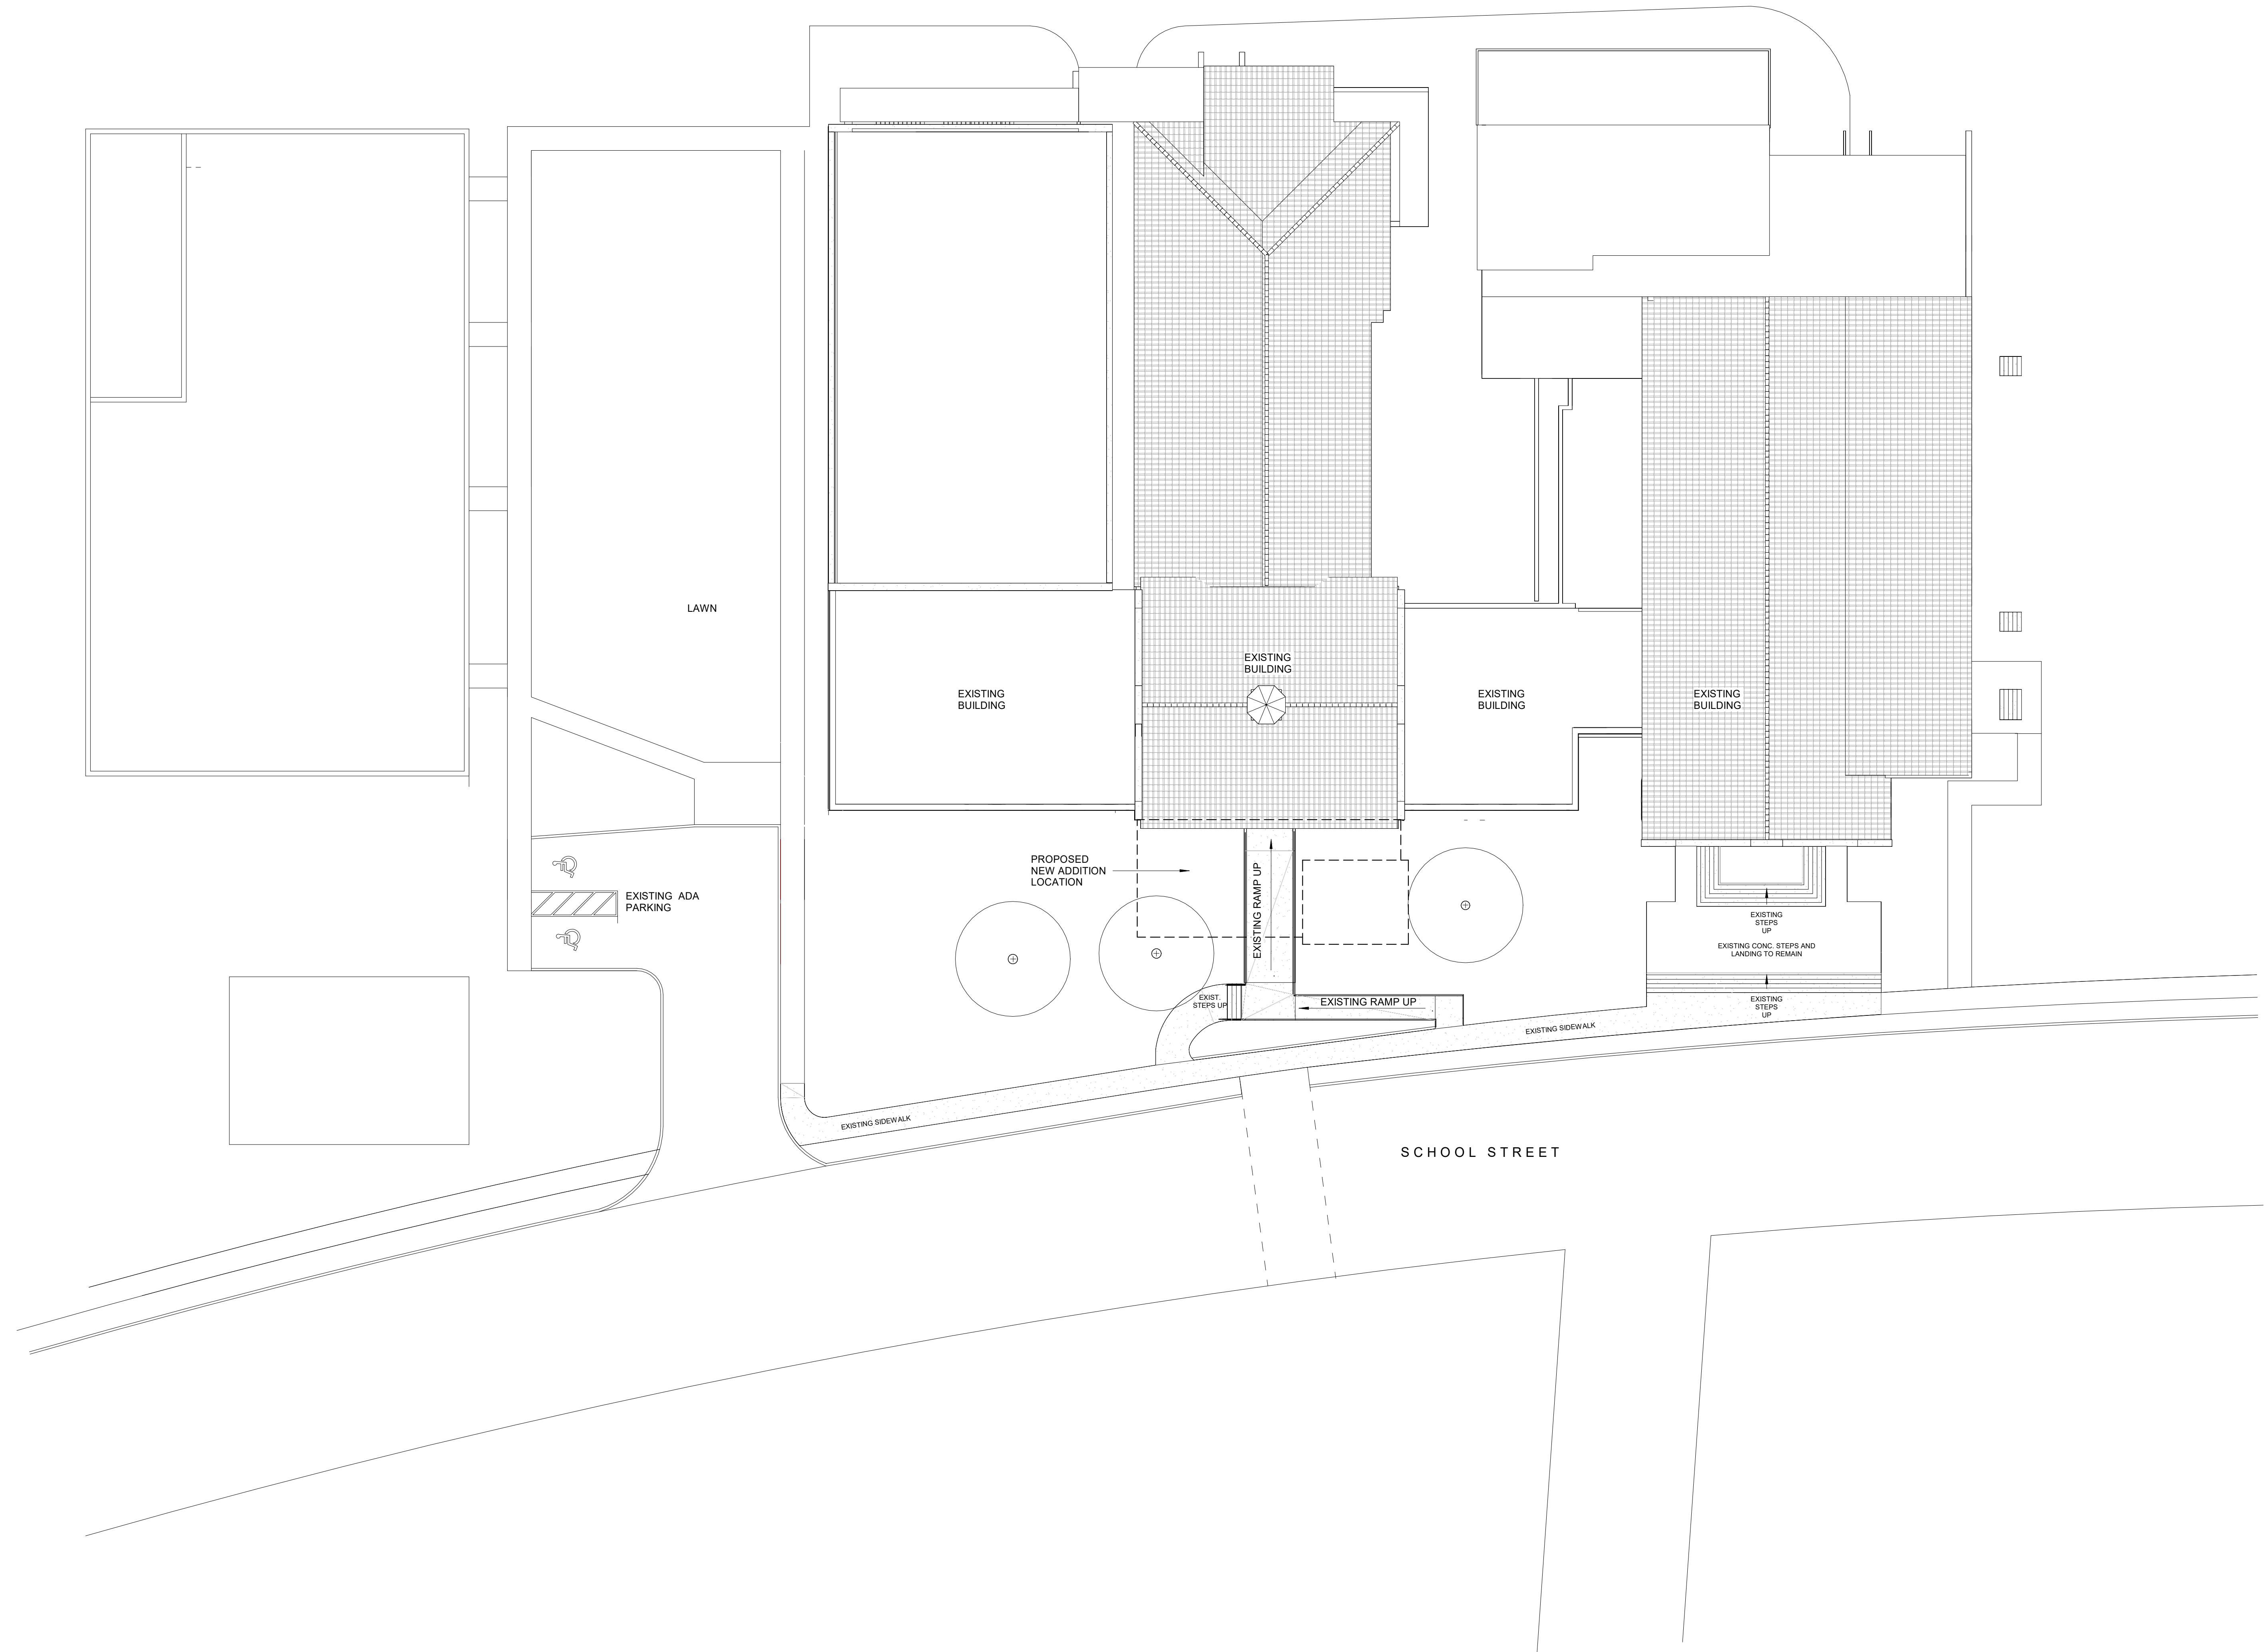 LAWN
EXISTING
BUILDING
EXISTING
BUILDING
EXISTING
BUILDING
EXISTING
BUILDING
PROPOSED
NEW ADDITION
LOCATION
EXISTING RAMP UP
EXISTING ADA
PARKING
EXISTING
STEPS
UP
EXISTING CONC. STEPS AND
LANDING TO REMAIN
EXIST.
STEPS UP
EXISTING RAMP UP
EXISTING
STEPS
UP
EXISTING SIDEWALK
EXISTING SIDEWALK
SCHOOL STREET